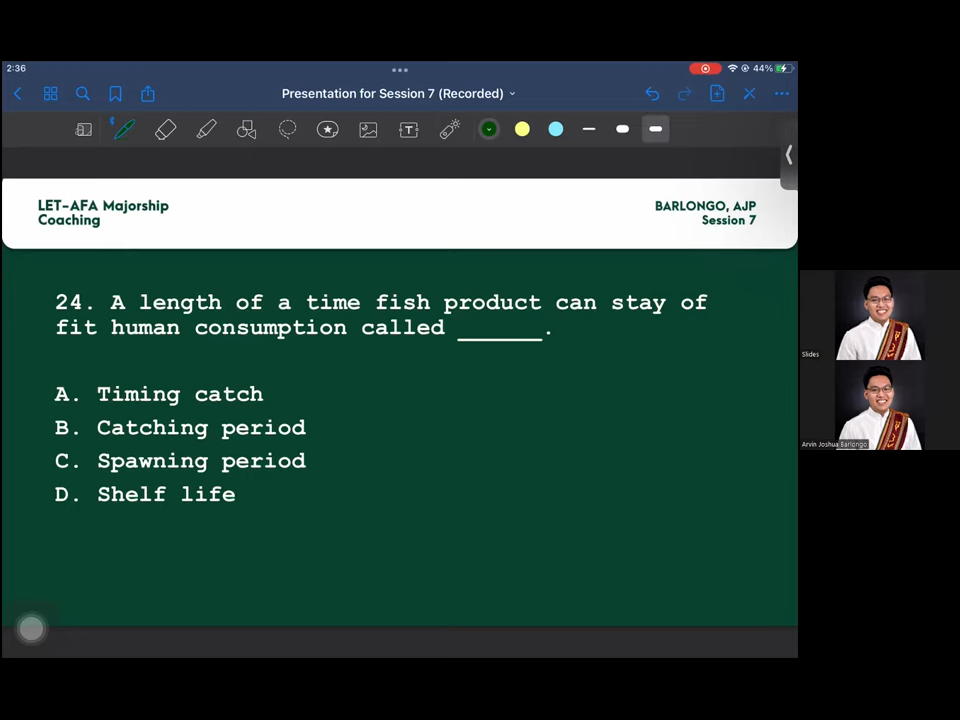 2:36
44%
Presentation for Session 7 (Recorded)
T
LET-AFA Majorship
Coaching
BARLONGO, AJP
Session 7
24. A length of a time fish product can stay of
fit human consumption called ______.
A. Timing catch
B. Catching period
C. Spawning period
D. Shelf life
Slides
Arvin Joshua Barlongo